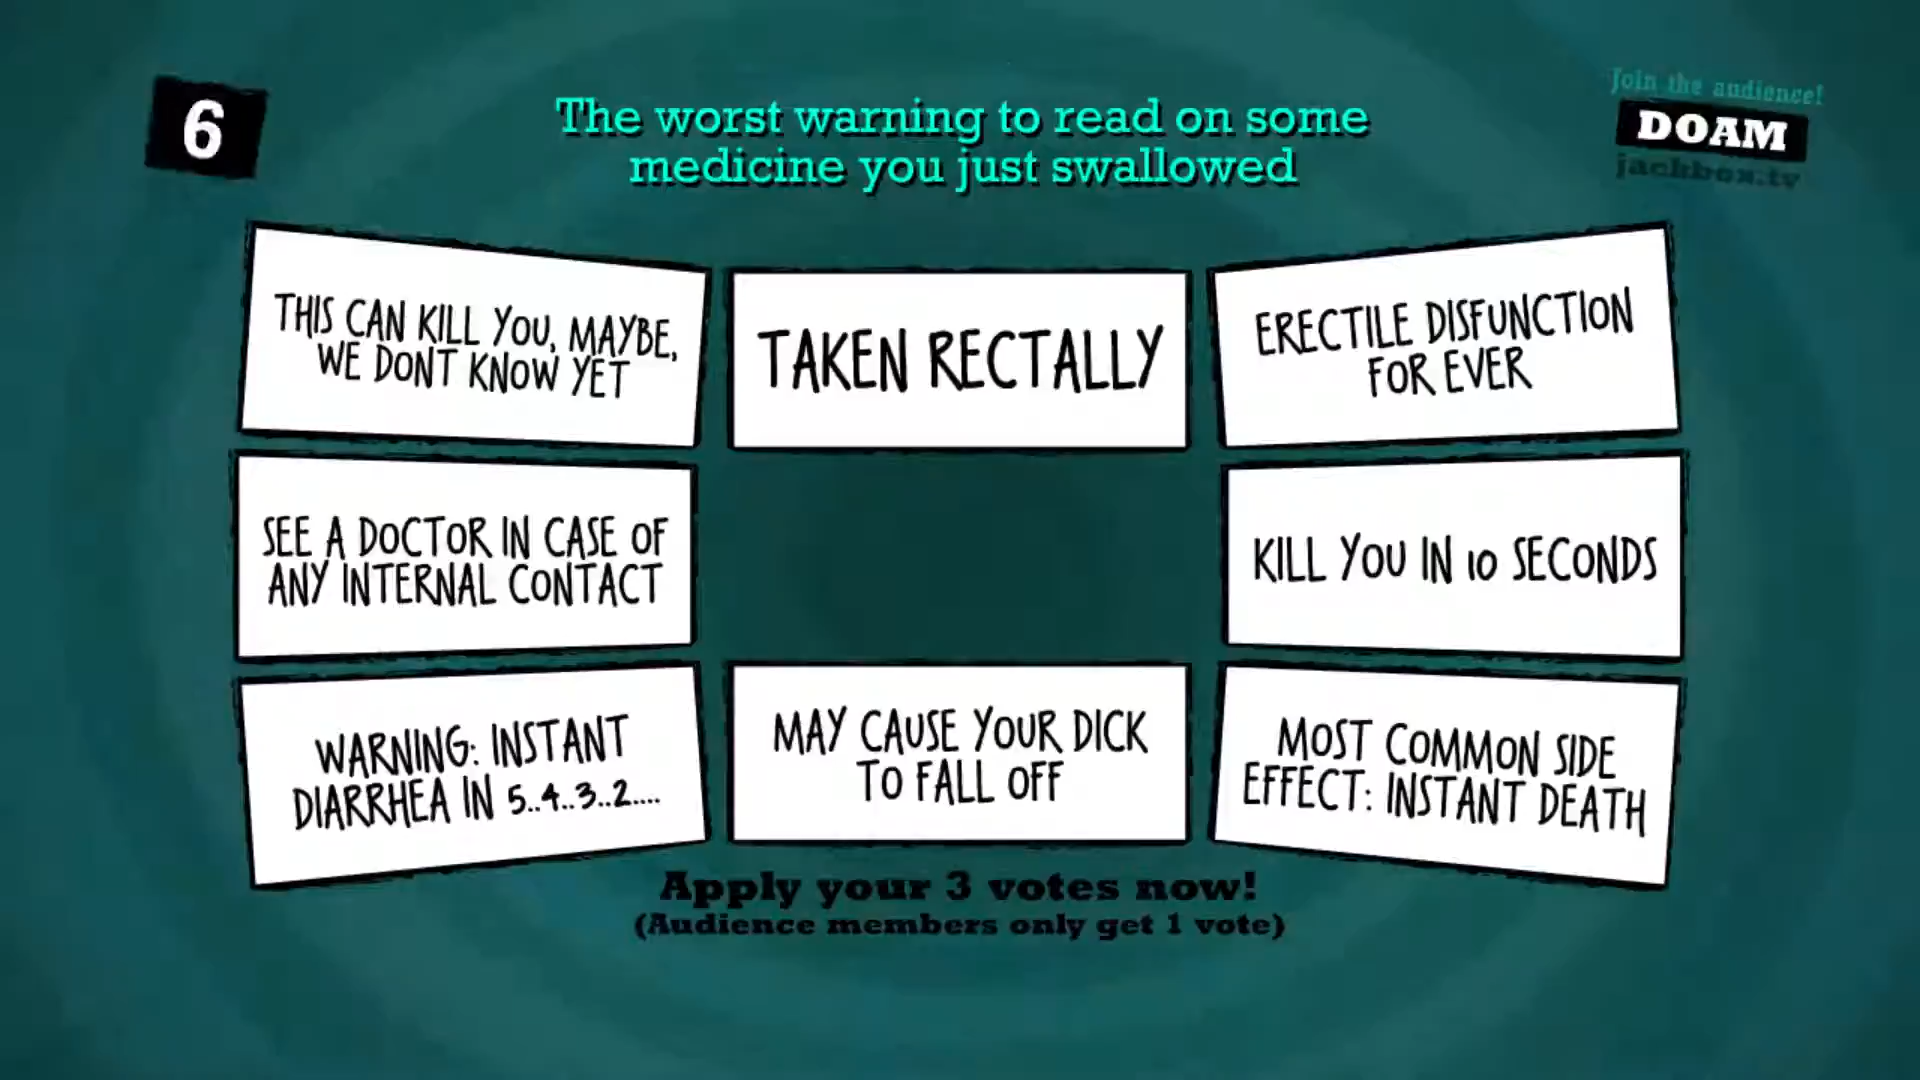 6
The worst warning to read on some
medicine you just swallowed
Join the audience!
DOAM
jackbox.tv
THIS CAN KILL YOU, MAYBE,
WE DONT KNOW YET
TAKEN RECTALLY
ERECTILE DISFUNCTION
FOR EVER
SEE A DOCTOR IN CASE OF
ANY INTERNAL CONTACT
KILL YOU IN 10 SECONDS
WARNING: INSTANT
DIARRHEA IN 5..4..3..2....
MAY CAUSE YOUR DICK
TO FALL OFF
MOST COMMON SIDE
EFFECT: INSTANT DEATH
Apply your 3 votes now!
(Audience members only get 1 vote)